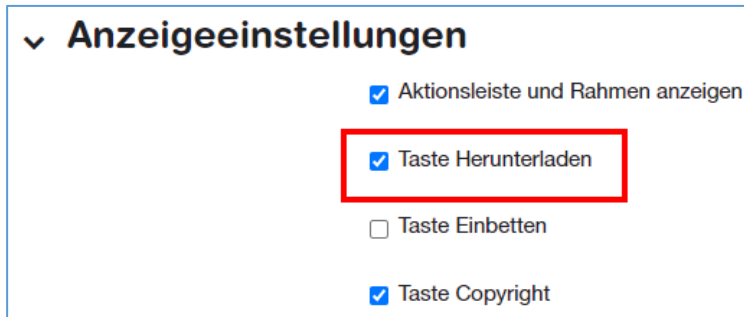 Anzeigeeinstellungen
Aktionsleiste und Rahmen anzeigen
Taste Herunterladen
Taste Einbetten
Taste Copyright